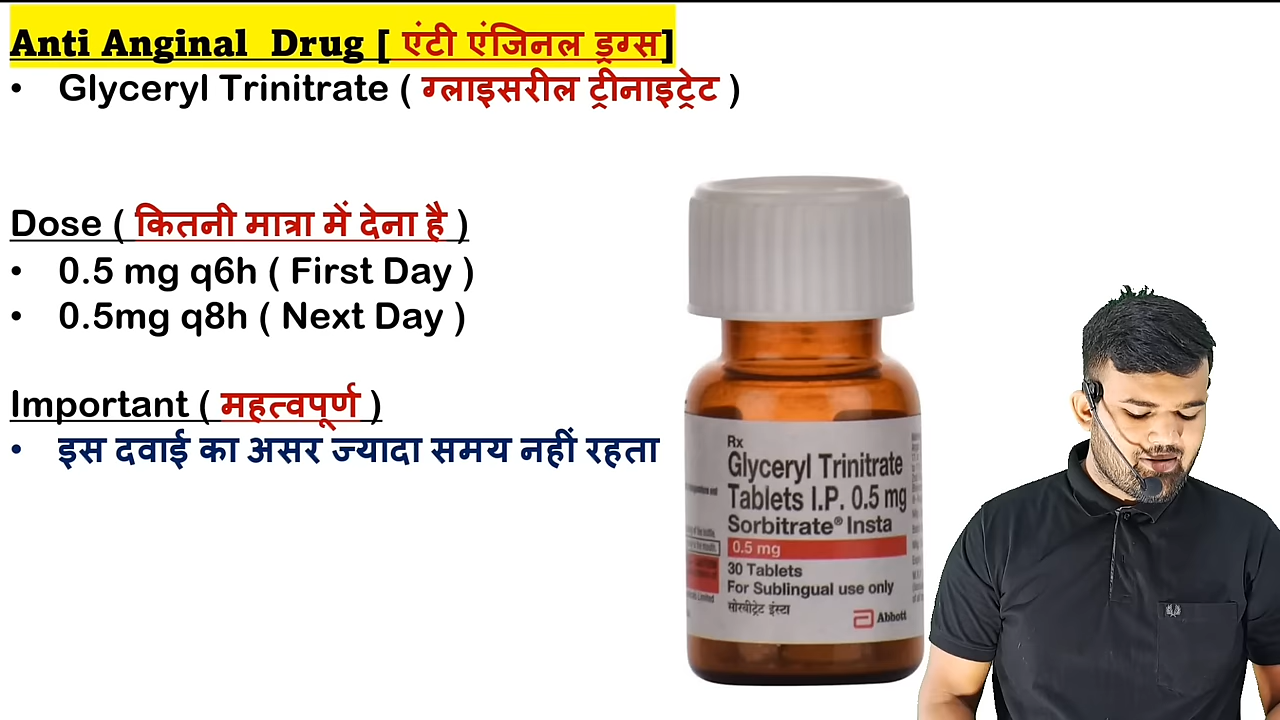 Anti Anginal Drug [ एंटी एंजिनल ड्रग्स]
• Glyceryl Trinitrate ( ग्लाइसरील ट्रीनाइट्रेट )
Dose ( कितनी मात्रा में देना है )
• 0.5 mg q6h ( First Day )
• 0.5mg q8h ( Next Day )
Important ( महत्वपूर्ण )
• इस दवाई का असर ज्यादा समय नहीं रहता
Rx
Glyceryl Trinitrate
Tablets I.P. 0.5 mg
Sorbitrate® Insta
0.5 mg
30 Tablets
For Sublingual use only
सोरबीट्रेट इंस्टा
Abbott